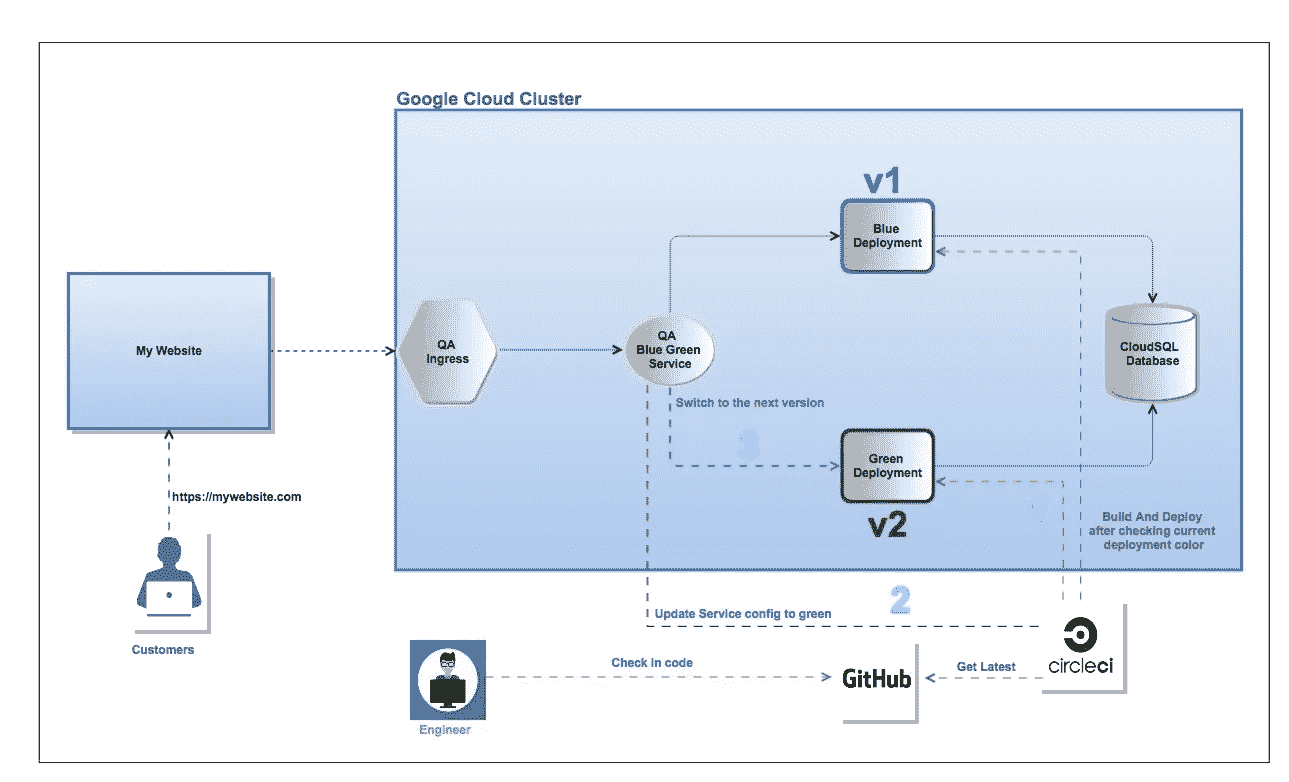 Google Cloud Cluster
v1
Blue
Deployment
My Website
QA
Ingress
QA
Blue Green
Service
CloudSQL
Database
Switch to the next version
3
Green
Deployment
v2
https://mywebsite.com
1
Build And Deploy
after checking current
deployment color
2
Update Service config to green
Customers
Check in code
GitHub
Get Latest
circleci
Engineer